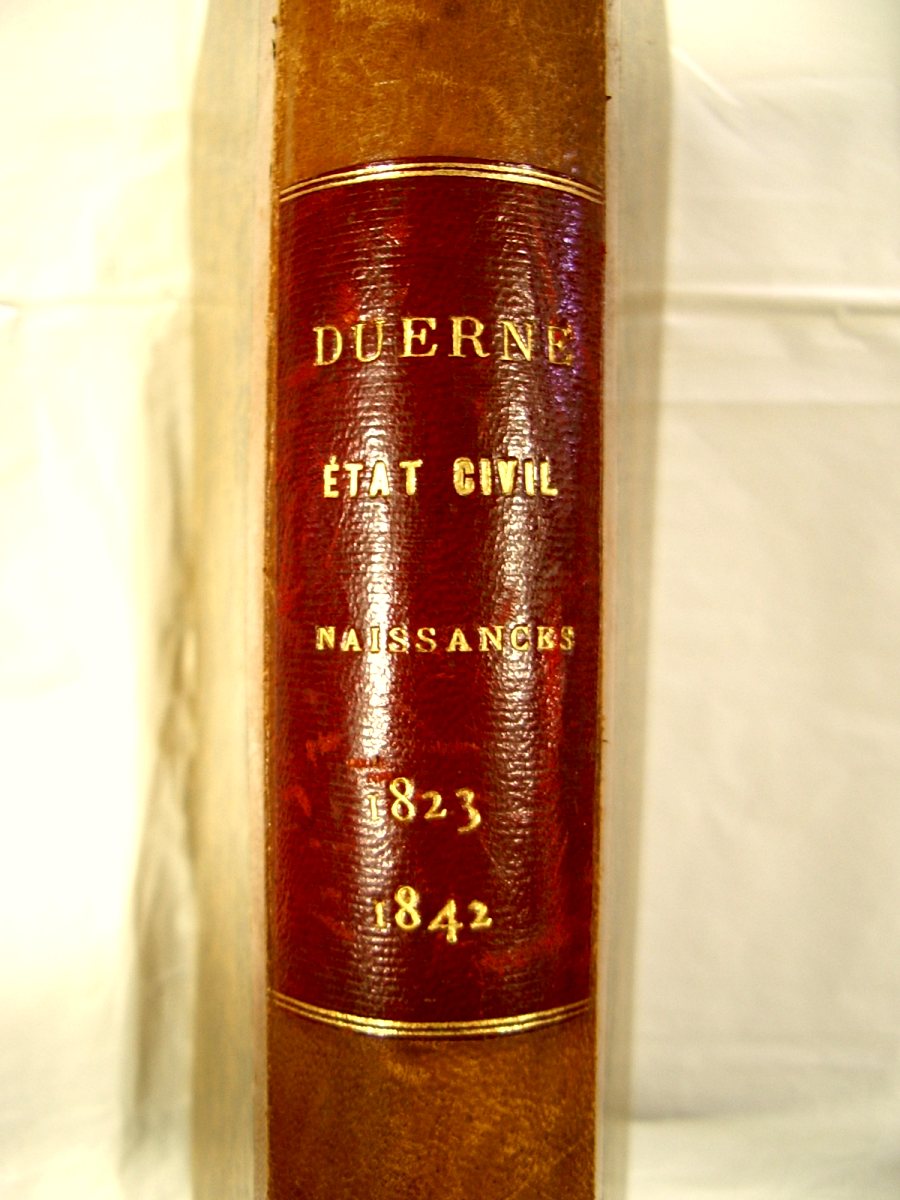 DUERNE
ÉTAT CIVIL
NAISSANCES
1823
1842